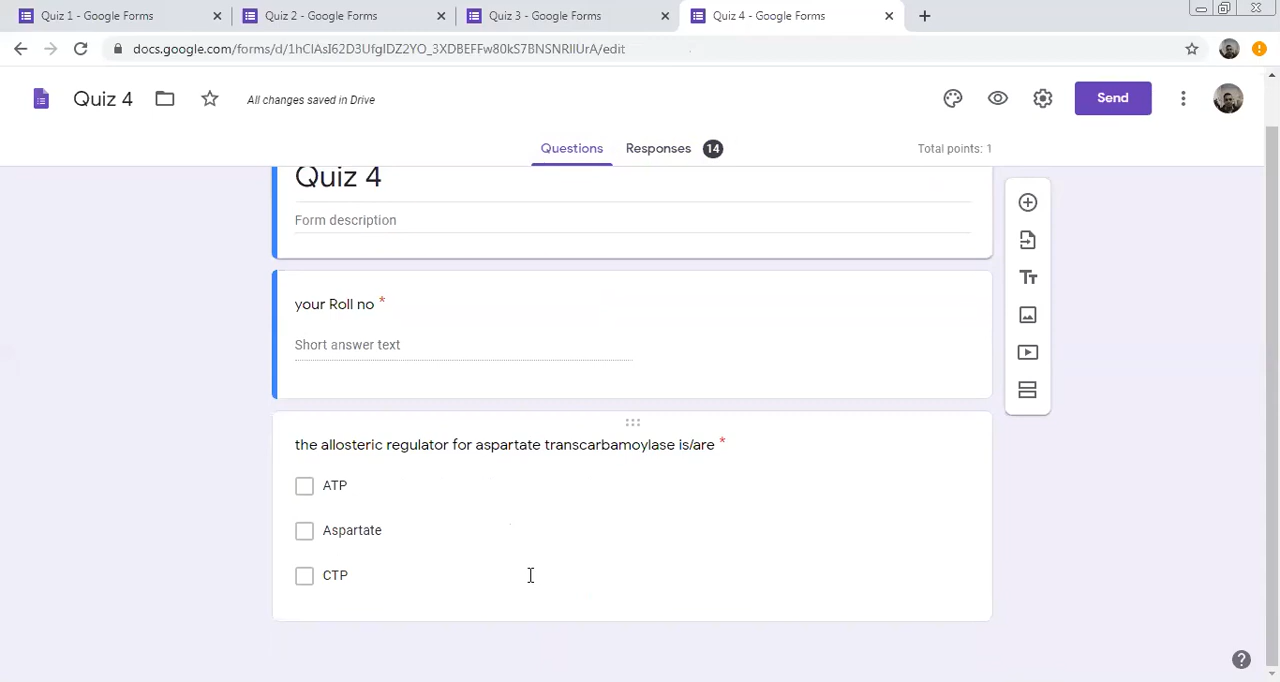 Quiz 1 - Google Forms
Quiz 2 - Google Forms
Quiz 3 - Google Forms
Quiz 4 - Google Forms
docs.google.com/forms/d/1hClAsI62D3UfgIDZ2YO_3XDBEFFw80kS7BNSNRlIUrA/edit
Quiz 4
All changes saved in Drive
Send
Questions
Responses 14
Total points: 1
Quiz 4
Form description
your Roll no *
Short answer text
the allosteric regulator for aspartate transcarbamoylase is/are *
ATP
Aspartate
CTP